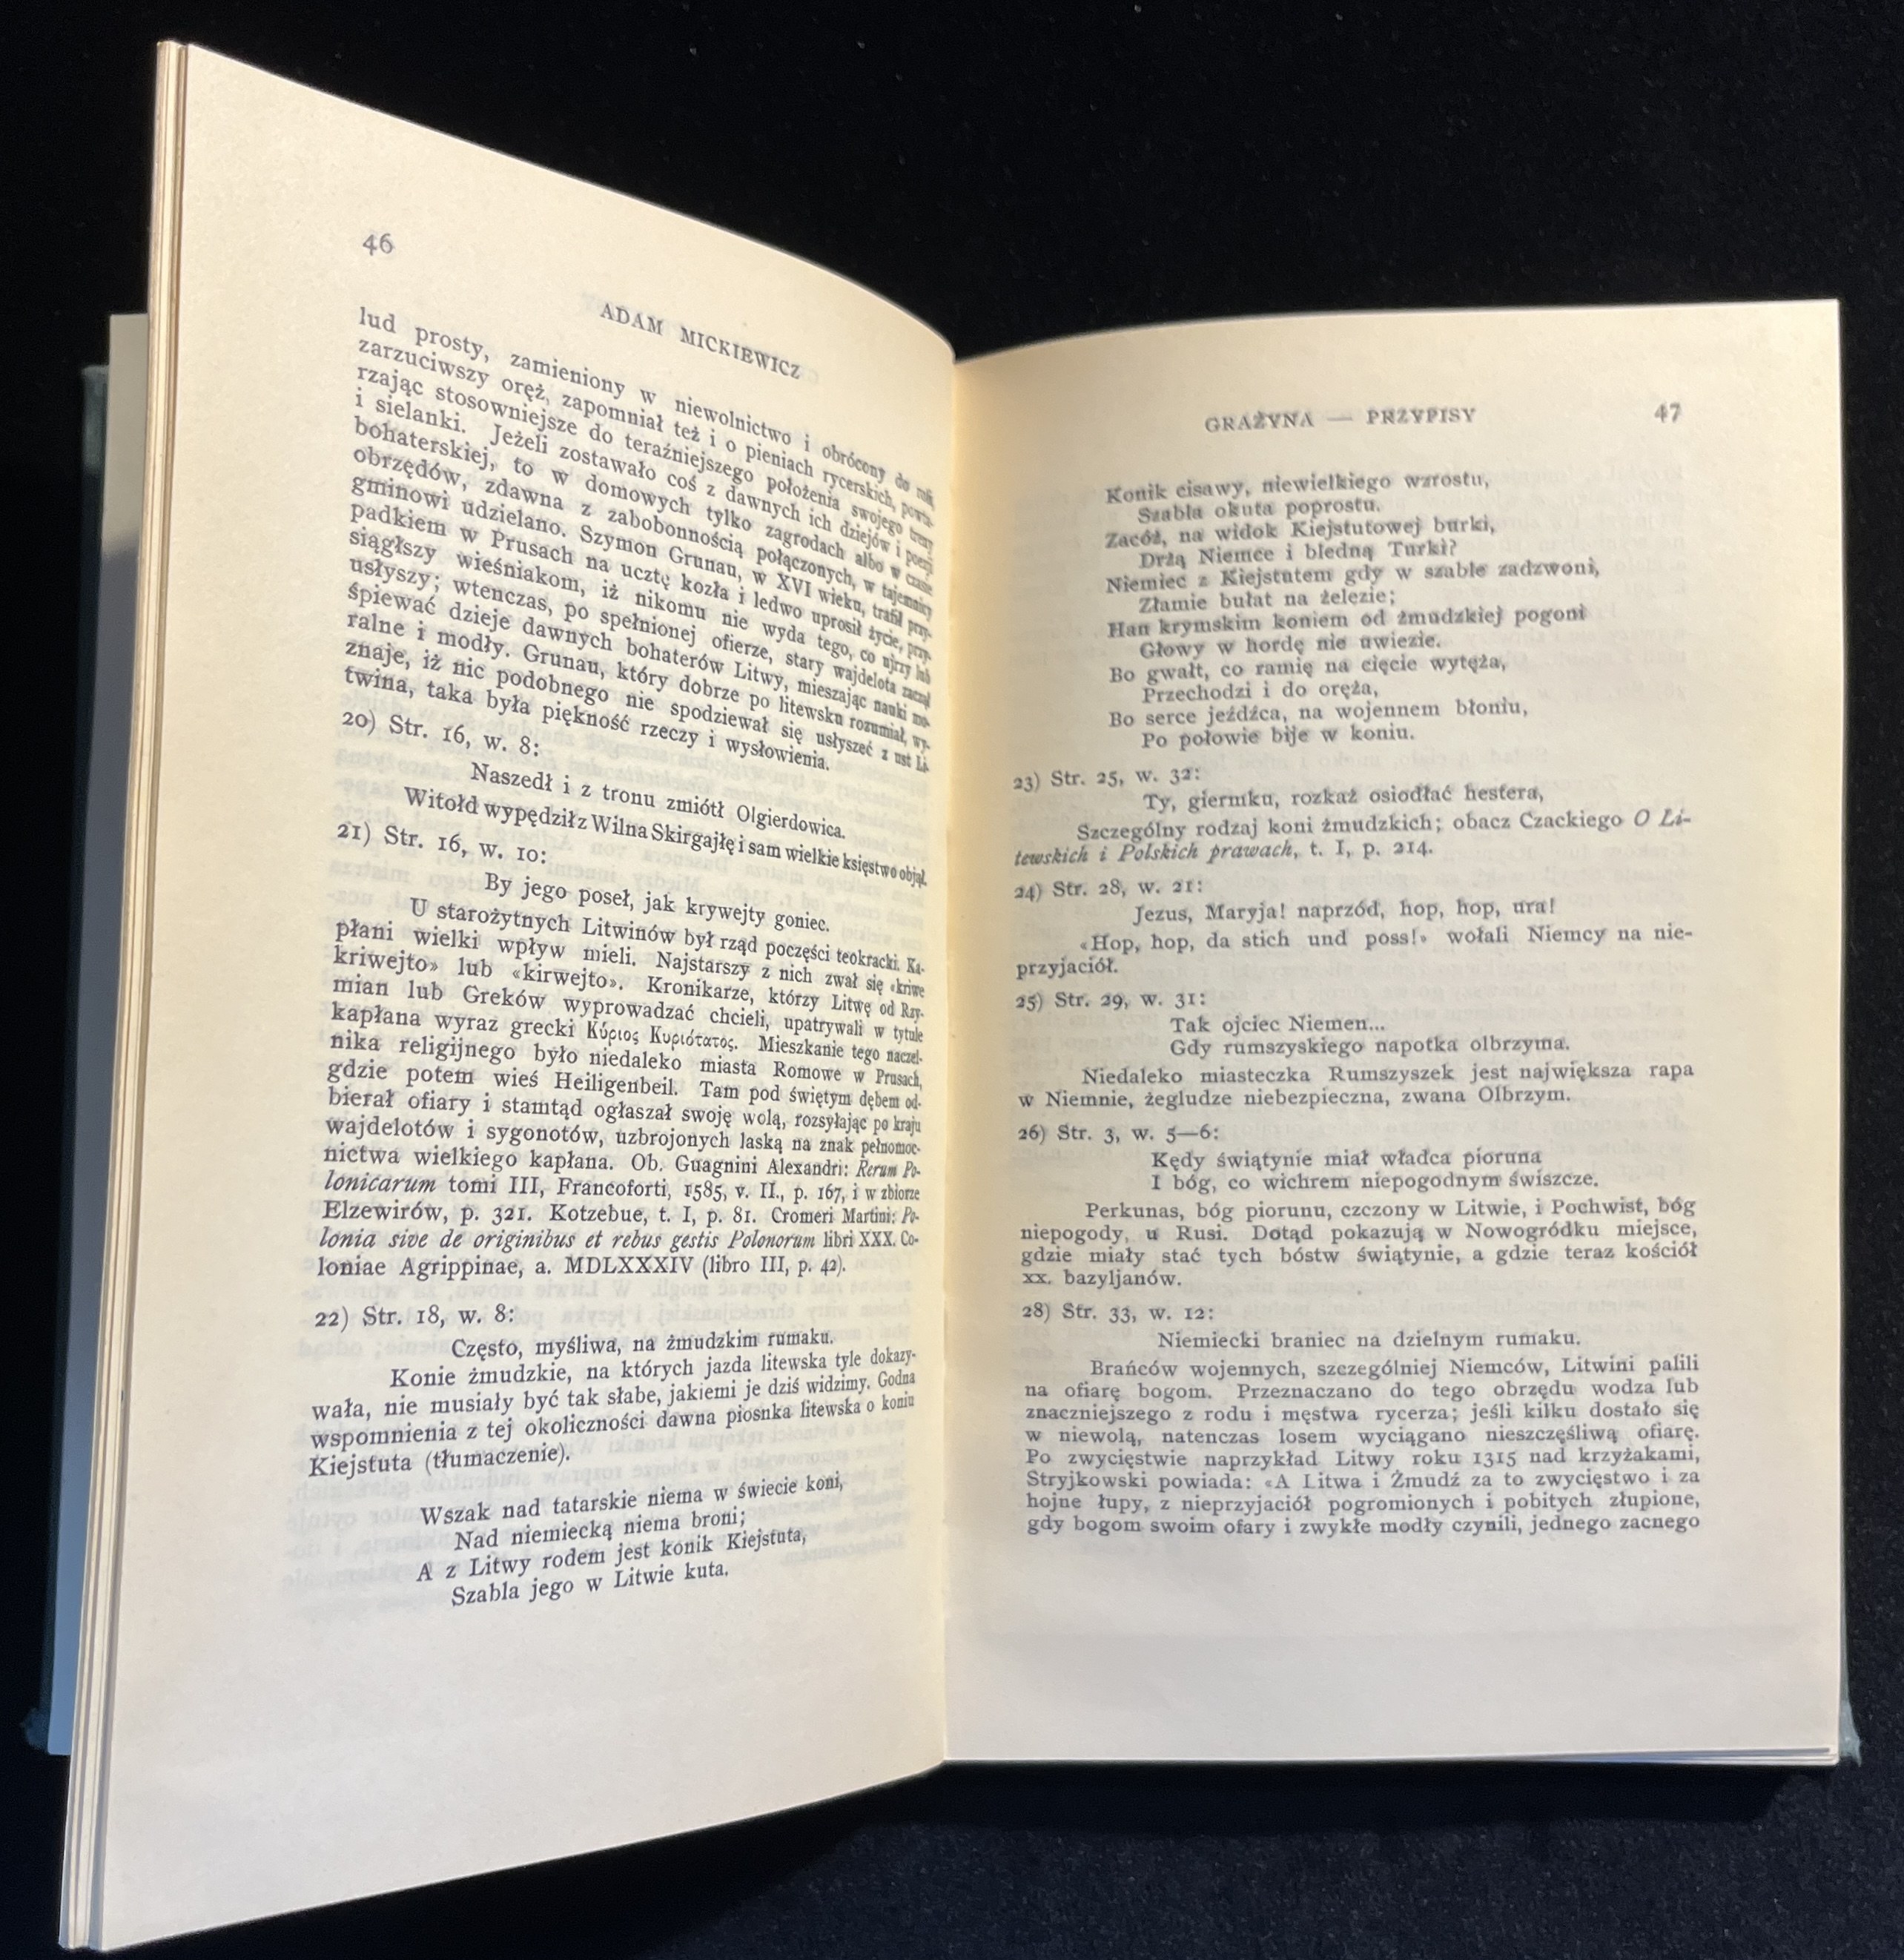 46
ADAM MICKIEWICZ
lud prosty, zamieniony w niewolnictwo i obrócony do roli,
zarzuciwszy oręż, zapomniał też i o pieniach rycerskich, powta-
rzając stosowniejsze do teraźniejszego położenia swojego treny
i sielanki. Jeżeli zostawało coś z dawnych ich dziejów i poezji
bohaterskiej, to w domowych tylko zagrodach albo w czasie
obrzędów, zdawna z zabobonnością połączonych, w tajemnicy
gminowi udzielano. Szymon Grunau, w XVI wieku, trafił przy-
padkiem w Prusach na ucztę kozła i ledwo uprosił życie, przy-
siągłszy wieśniakom, iż nikomu nie wyda tego, co ujrzy lub
usłyszy; wtenczas, po spełnionej ofierze, stary wajdelota zaczął
śpiewać dzieje dawnych bohaterów Litwy, mieszając nauki mo-
ralne i modły. Grunau, który dobrze po litewsku rozumiał, wy-
znaje, iż nic podobnego nie spodziewał się usłyszeć z ust Li-
twina, taka była piękność rzeczy i wysłowienia.
20) Str. 16, w. 8:
Naszedł i z tronu zmiótł Olgierdowica.
Witołd wypędził z Wilna Skirgajłę i sam wielkie księstwo objął.
21) Str. 16, w. 10:
By jego poseł, jak krywejty goniec.
U starożytnych Litwinów był rząd poczęści teokracki. Ka-
płani wielki wpływ mieli. Najstarszy z nich zwał się «kriwe
kriwejto» lub «kirwejto». Kronikarze, którzy Litwę od Rzy-
mian lub Greków wyprowadzać chcieli, upatrywali w tytule
kapłana wyraz grecki Κύριος Κυριότατος. Mieszkanie tego naczel-
nika religijnego było niedaleko miasta Romowe w Prusach,
gdzie potem wieś Heiligenbeil. Tam pod świętym dębem od-
bierał ofiary i stamtąd ogłaszał swoję wolą, rozsyłając po kraju
wajdelotów i sygonotów, uzbrojonych laską na znak pełnomoc-
nictwa wielkiego kapłana. Ob. Guagnini Alexandri: Rerum Po-
lonicarum tomi III, Francoforti, 1585, v. II., p. 167, i w zbiorze
Elzewirów, p. 321. Kotzebue, t. I, p. 81. Cromeri Martini: Po-
lonia sive de originibus et rebus gestis Polonorum libri XXX. Co-
loniae Agrippinae, a. MDLXXXIV (libro III, p. 42).
22) Str. 18, w. 8:
Często, myśliwa, na żmudzkim rumaku.
Konie żmudzkie, na których jazda litewska tyle dokazy-
wała, nie musiały być tak słabe, jakiemi je dziś widzimy. Godna
wspomnienia z tej okoliczności dawna piosnka litewska o koniu
Kiejstuta (tłumaczenie).
Wszak nad tatarskie niema w świecie koni,
Nad niemiecką niema broni;
A z Litwy rodem jest konik Kiejstuta,
Szabla jego w Litwie kuta.
GRAŻYNA — PRZYPISY
47
Konik cisawy, niewielkiego wzrostu,
Szabla okuta poprostu.
Zacóż, na widok Kiejstutowej burki,
Drżą Niemce i bledną Turki?
Niemiec z Kiejstutem gdy w szable zadzwoni,
Złamie bułat na żelezie;
Han krymskim koniem od żmudzkiej pogoni
Głowy w hordę nie uwiezie.
Bo gwałt, co ramię na cięcie wytęża,
Przechodzi i do oręża,
Bo serce jeźdźca, na wojennem błoniu,
Po połowie bije w koniu.
23) Str. 25, w. 32:
Ty, giermku, rozkaż osiodłać hestera,
Szczególny rodzaj koni żmudzkich; obacz Czackiego O Li-
tewskich i Polskich prawach, t. I, p. 214.
24) Str. 28, w. 21:
Jezus, Maryja! naprzód, hop, hop, ura!
«Hop, hop, da stich und poss!» wołali Niemcy na nie-
przyjaciół.
25) Str. 29, w. 31:
Tak ojciec Niemen...
Gdy rumszyskiego napotka olbrzyma.
Niedaleko miasteczka Rumszyszek jest największa rapa
w Niemnie, żegludze niebezpieczna, zwana Olbrzym.
26) Str. 3, w. 5—6:
Kędy świątynie miał władca pioruna
I bóg, co wichrem niepogodnym świszcze.
Perkunas, bóg piorunu, czczony w Litwie, i Pochwist, bóg
niepogody, u Rusi. Dotąd pokazują w Nowogródku miejsce,
gdzie miały stać tych bóstw świątynie, a gdzie teraz kościół
xx. bazyljanów.
28) Str. 33, w. 12:
Niemiecki braniec na dzielnym rumaku.
Brańców wojennych, szczególniej Niemców, Litwini palili
na ofiarę bogom. Przeznaczano do tego obrzędu wodza lub
znaczniejszego z rodu i męstwa rycerza; jeśli kilku dostało się
w niewolą, natenczas losem wyciągano nieszczęśliwą ofiarę.
Po zwycięstwie naprzykład Litwy roku 1315 nad krzyżakami,
Stryjkowski powiada: «A Litwa i Żmudź za to zwycięstwo i za
hojne łupy, z nieprzyjaciół pogromionych i pobitych złupione,
gdy bogom swoim ofary i zwykłe modły czynili, jednego zacnego